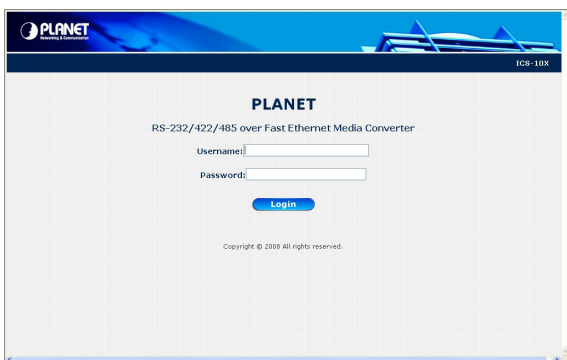 PLANET
Networking & Communication
ICS-10X
PLANET
RS-232/422/485 over Fast Ethernet Media Converter
Username:
Password:
Login
Copyright © 2008 All rights reserved.